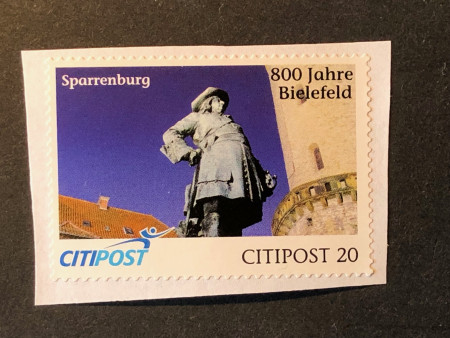 Sparrenburg
800 Jahre
Bielefeld
CITIPOST
CITIPOST 20